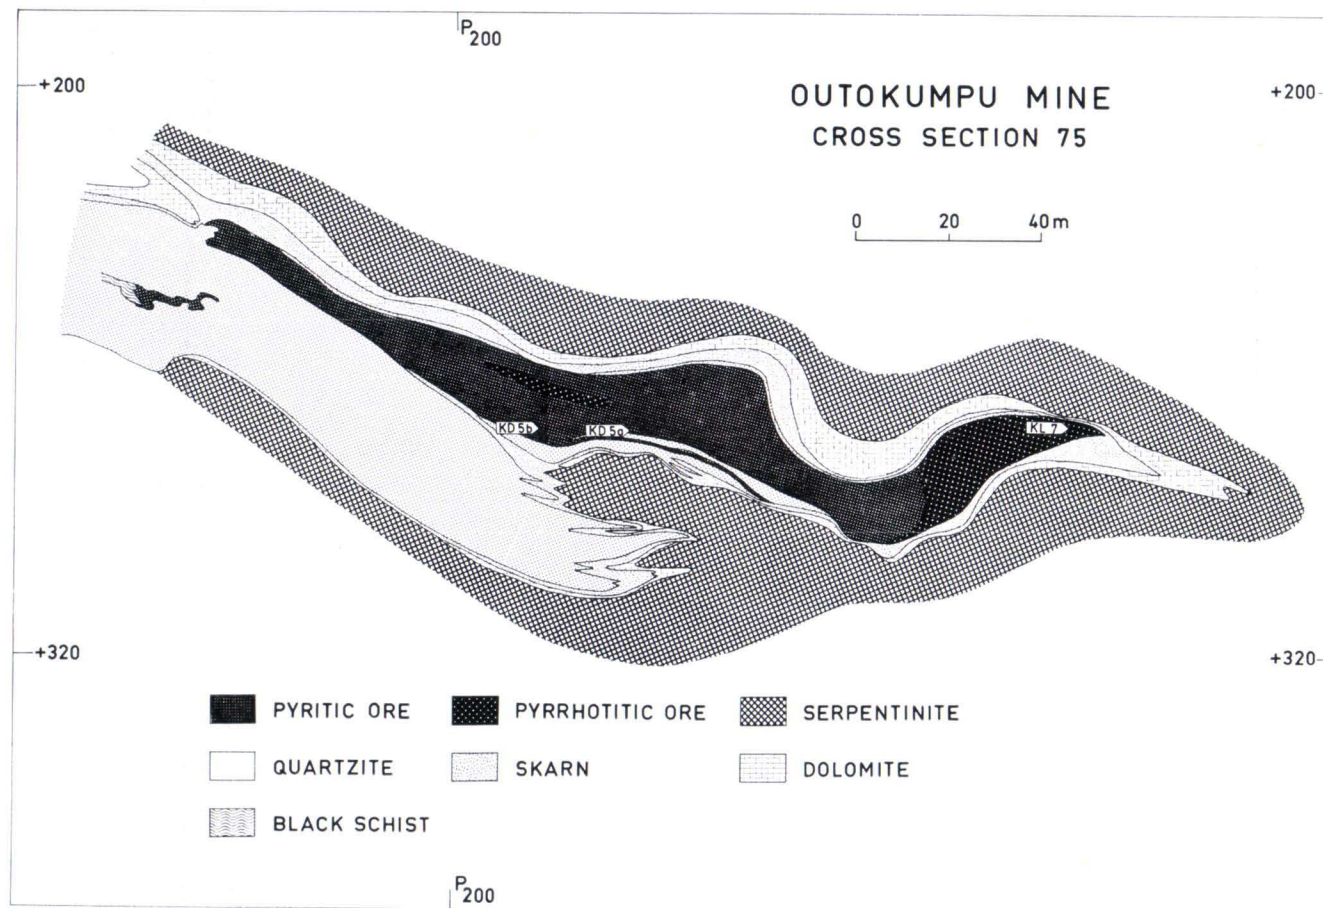 P200
+200
OUTOKUMPU MINE
+200
CROSS SECTION 75
0 20 40 m
KD 5b KD 5a KL 7
+320
+320
PYRITIC ORE PYRRHOTITIC ORE SERPENTINITE
QUARTZITE SKARN DOLOMITE
BLACK SCHIST
P200